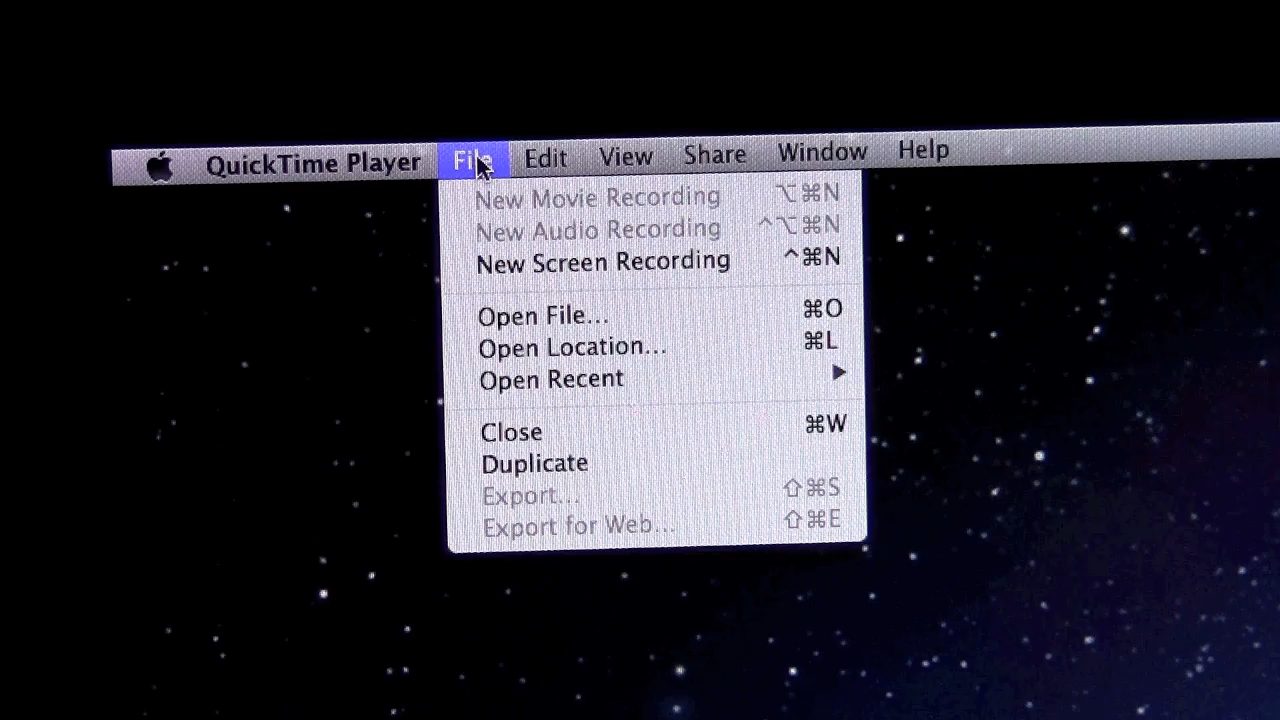 QuickTime Player File Edit View Share Window Help
New Movie Recording ⌥⌘N
New Audio Recording ^⌥⌘N
New Screen Recording ^⌘N
Open File... ⌘O
Open Location... ⌘L
Open Recent ▶
Close ⌘W
Duplicate
Export... ⇧⌘S
Export for Web... ⇧⌘E